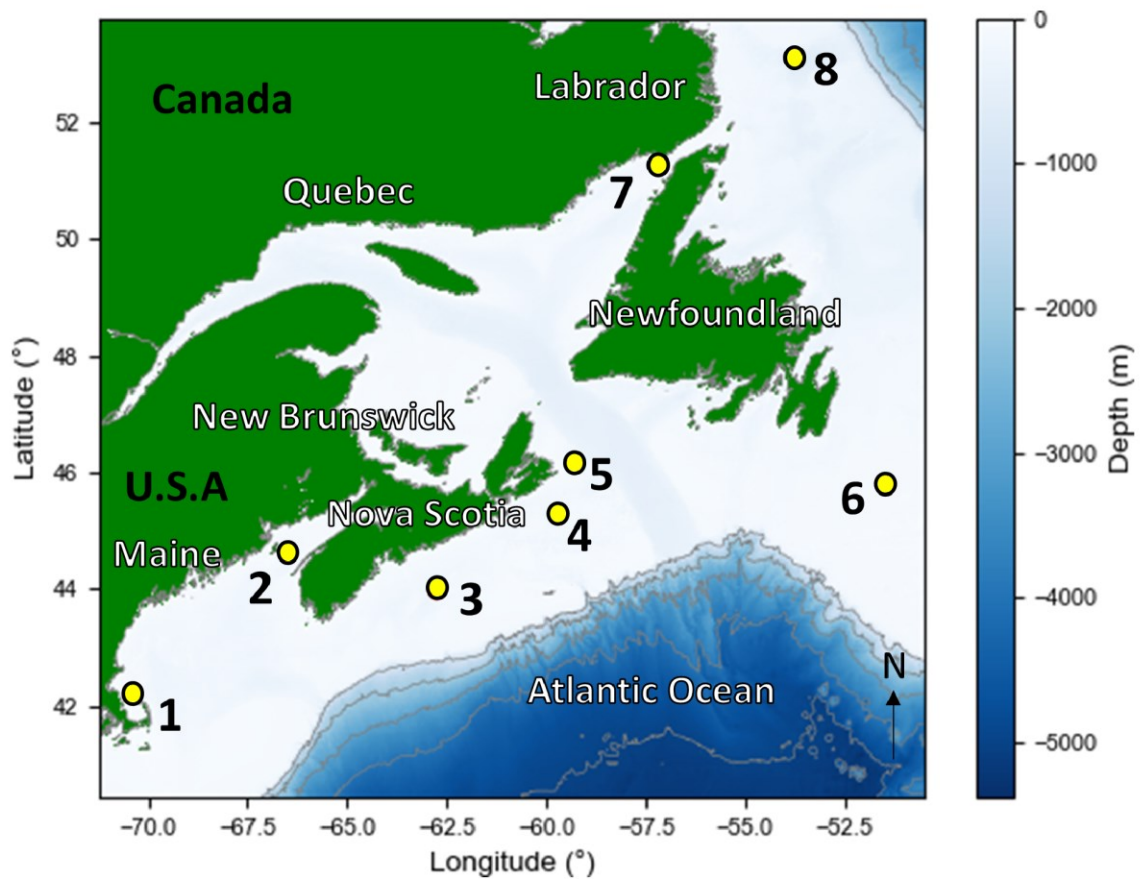 0
Labrador
8
Canada
52
−1000
7
Quebec
50
−2000
Newfoundland
48
New Brunswick
−3000
46
5
U.S.A
6
Nova Scotia
4
Maine
44
2
3
−4000
N
Atlantic Ocean
42
1
−5000
−70.0 −67.5 −65.0 −62.5 −60.0 −57.5 −55.0 −52.5
Longitude (°)
Latitude (°)
Depth (m)